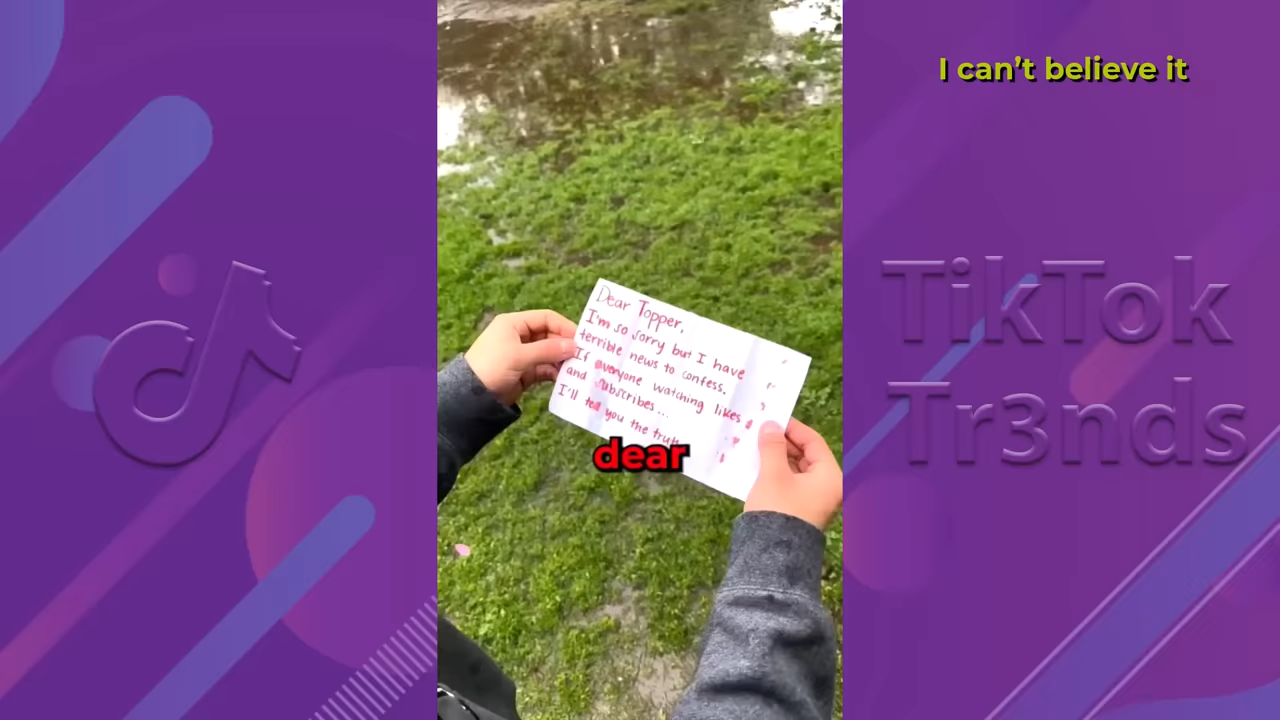 I can't believe it
Dear Topper,
I'm so sorry but I have
terrible news to confess.
If everyone watching likes
and subscribes...
I'll tell you the truth
dear
TikTok
Tr3nds